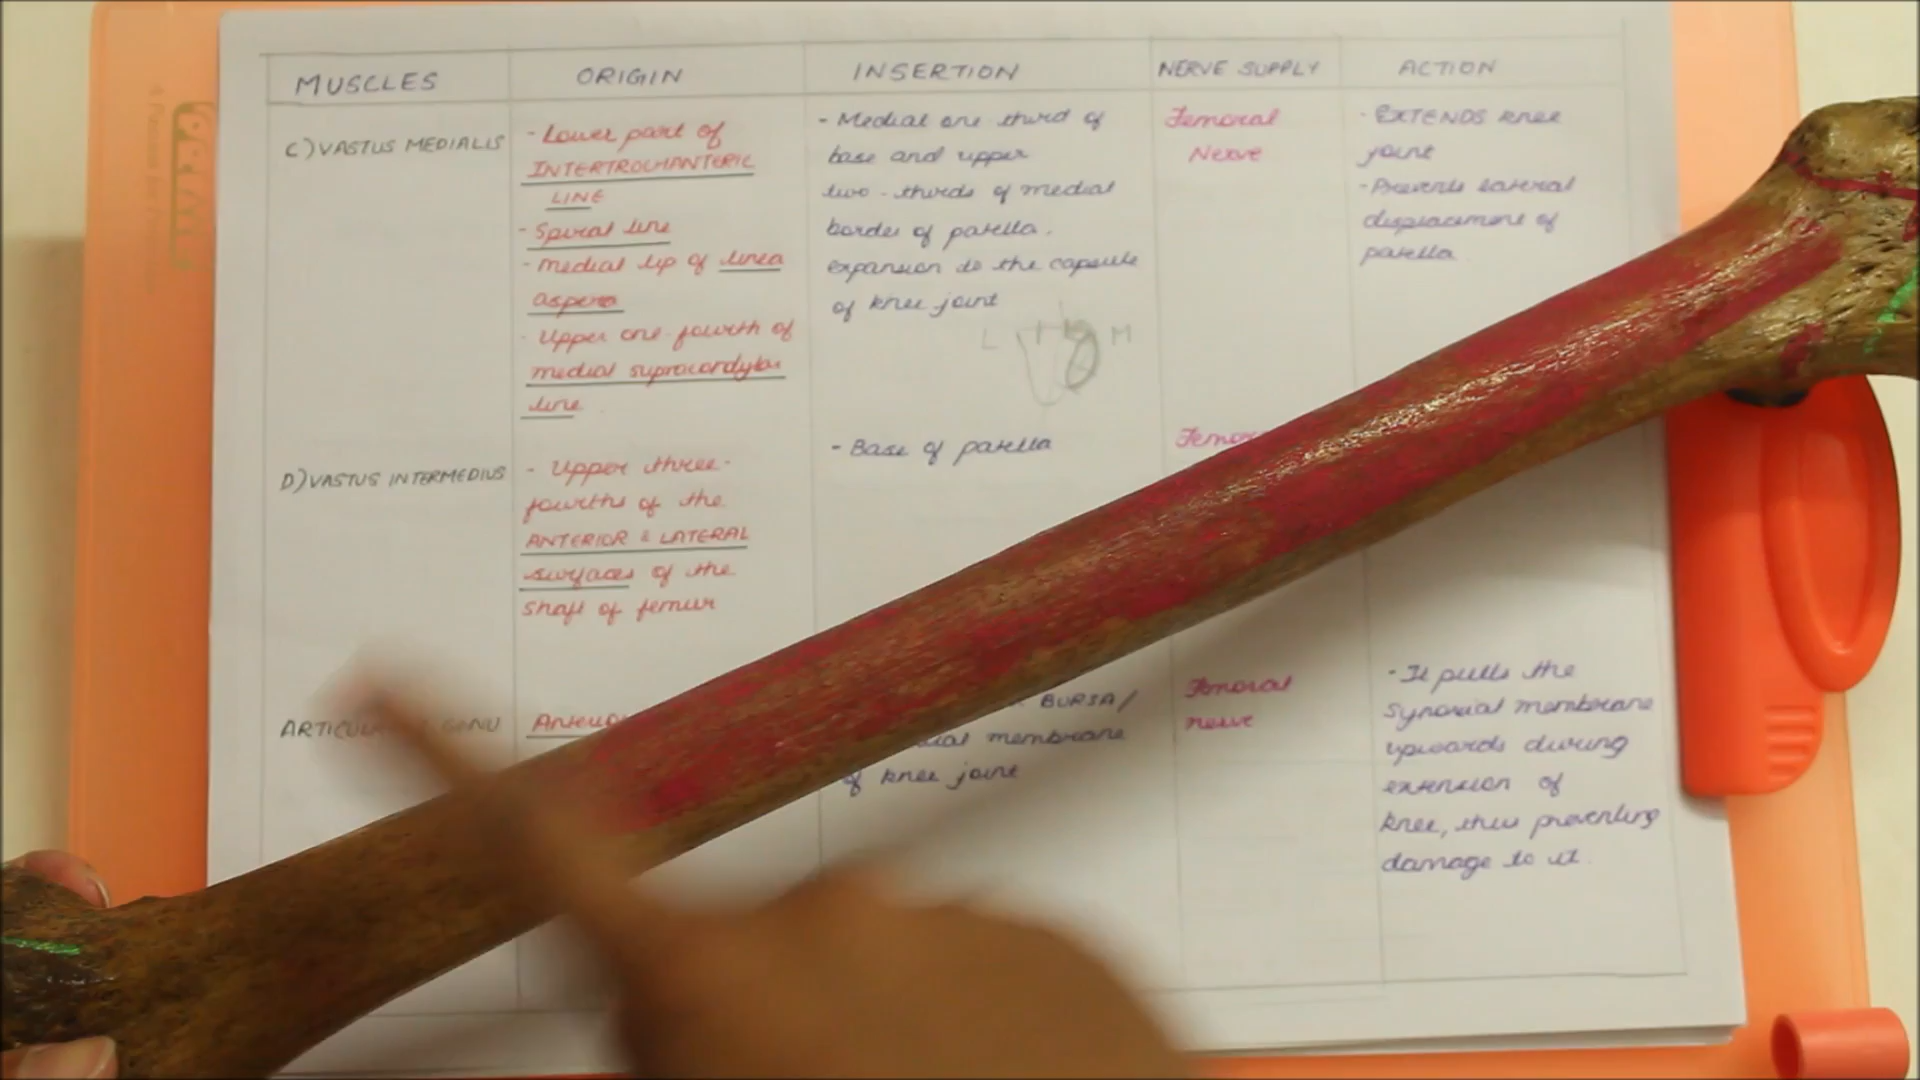 MUSCLES ORIGIN INSERTION NERVE SUPPLY ACTION
C) VASTUS MEDIALIS
- Lower part of
INTERTROCHANTERIC
LINE
- Spiral line
- Medial lip of linea
aspera
- Upper one-fourth of
medial supracondylar
line.
- Medial one third of
base and upper
two-thirds of medial
border of patella.
expansion to the capsule
of knee joint
L M
Femoral
Nerve
- EXTENDS knee
joint
- Prevents lateral
displacement of
patella.
D) VASTUS INTERMEDIUS
- Upper three-
fourths of the
ANTERIOR & LATERAL
surfaces of the
shaft of femur
- Base of patella
ARTICU GENU
BURSA/
membrane
of knee joint
Femoral
nerve
- It pulls the
synovial membrane
upwards during
extension of
knee, thus preventing
damage to it.